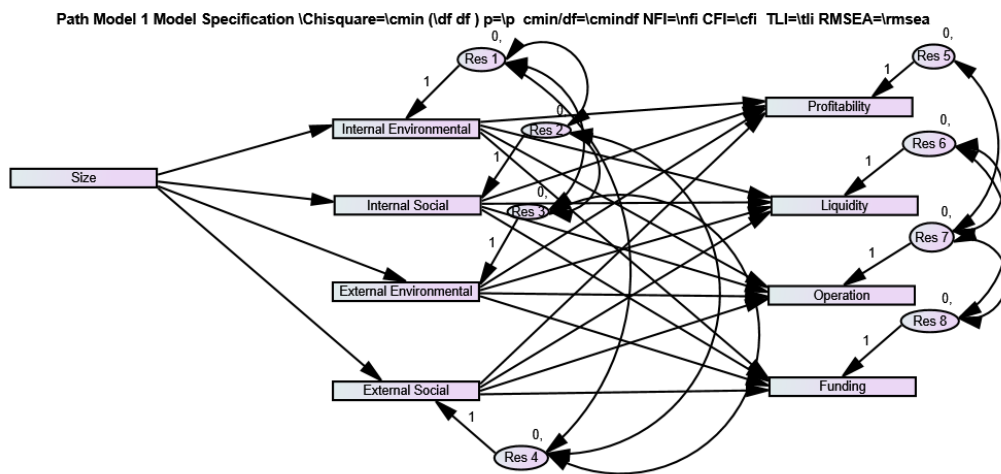 Path Model 1 Model Specification \Chisquare=\cmin (\df df ) p=\p cmin/df=\cmindf NFI=\nfi CFI=\cfi TLI=\tli RMSEA=\rmsea
0,
Res 1
1
0,
Res 5
1
Profitability
Internal Environmental
0,
Res 2
1
0,
Res 6
1
Size
Internal Social
0,
Res 3
1
Liquidity
0,
Res 7
1
External Environmental
Operation
0,
Res 8
1
External Social
Funding
1
0,
Res 4